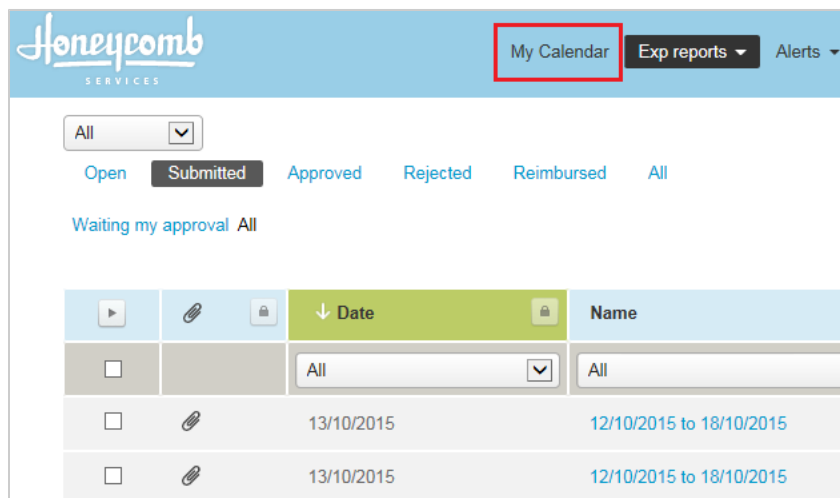 Honeycomb
SERVICES
My Calendar Exp reports Alerts
All
Open Submitted Approved Rejected Reimbursed All
Waiting my approval All
Date Name
All All
13/10/2015 12/10/2015 to 18/10/2015
13/10/2015 12/10/2015 to 18/10/2015